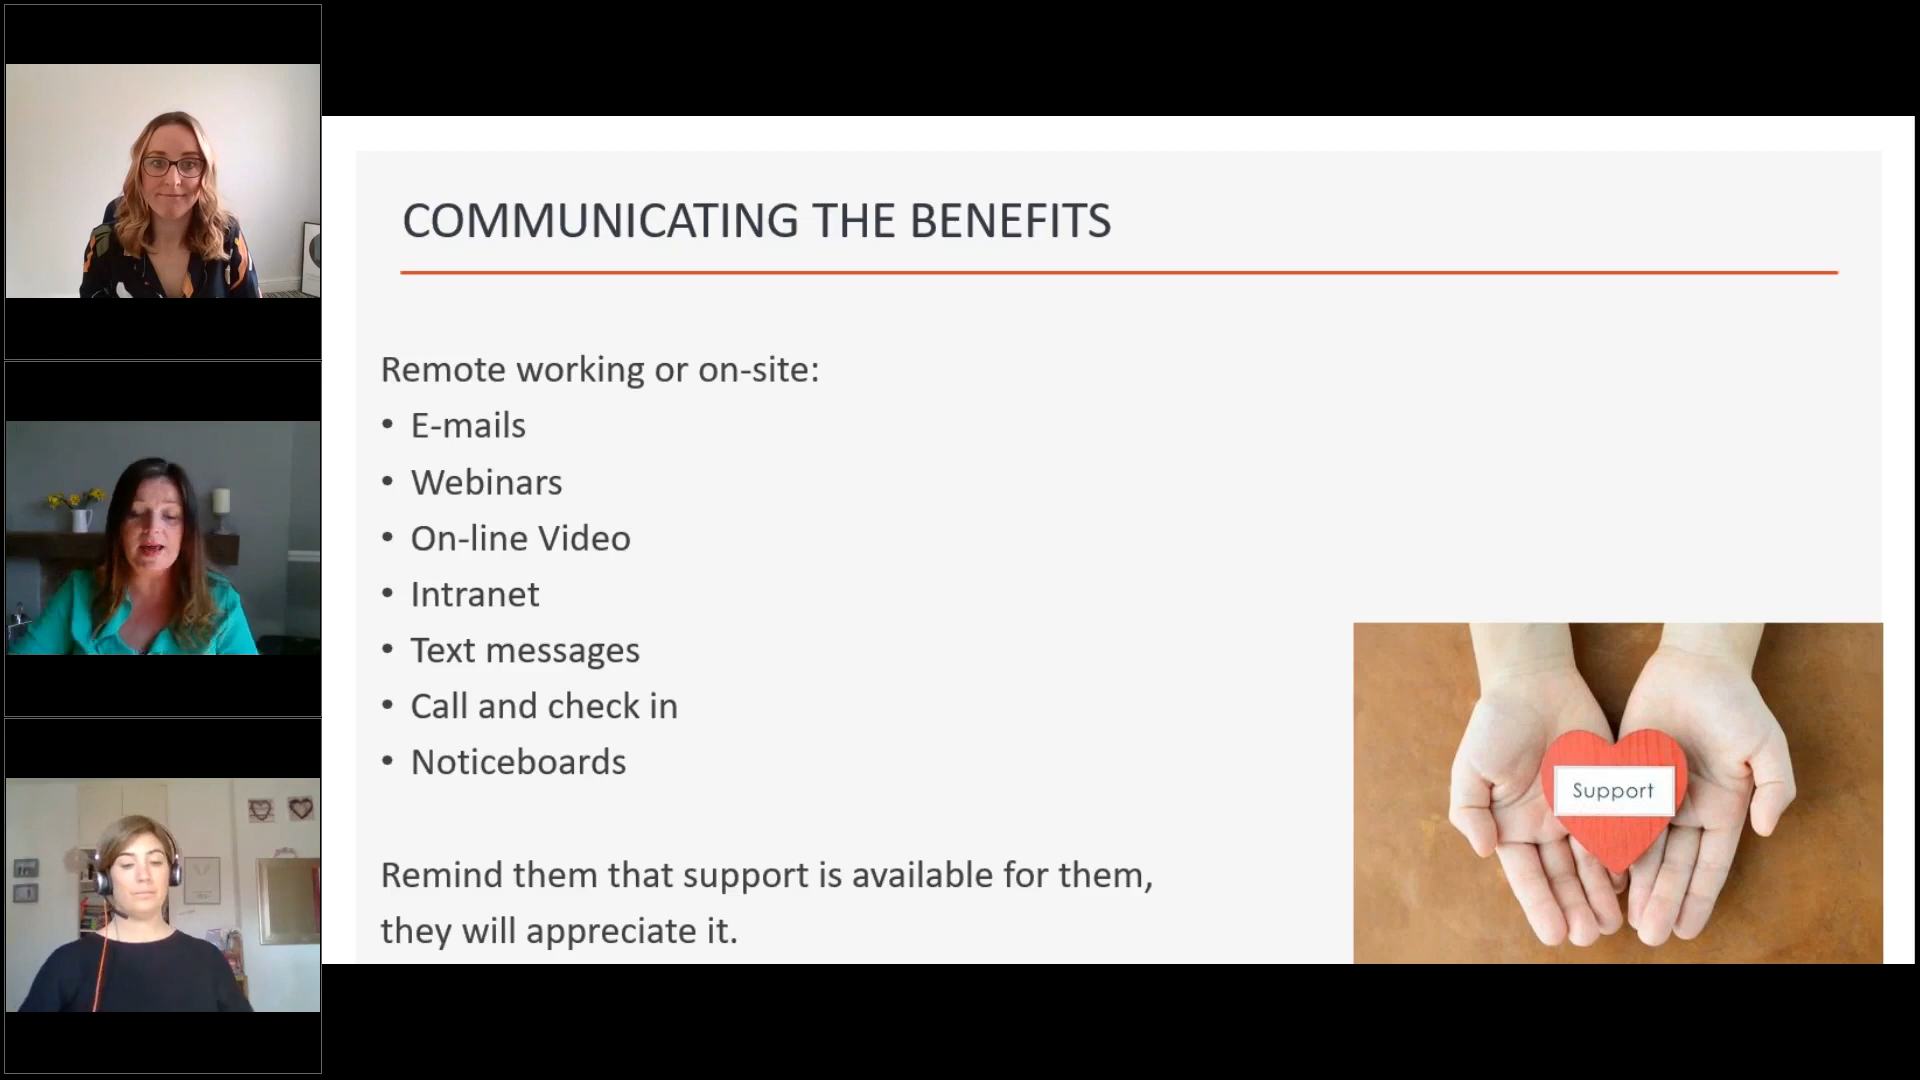 COMMUNICATING THE BENEFITS
Remote working or on-site:
• E-mails
• Webinars
• On-line Video
• Intranet
• Text messages
• Call and check in
• Noticeboards
Support
Remind them that support is available for them,
they will appreciate it.